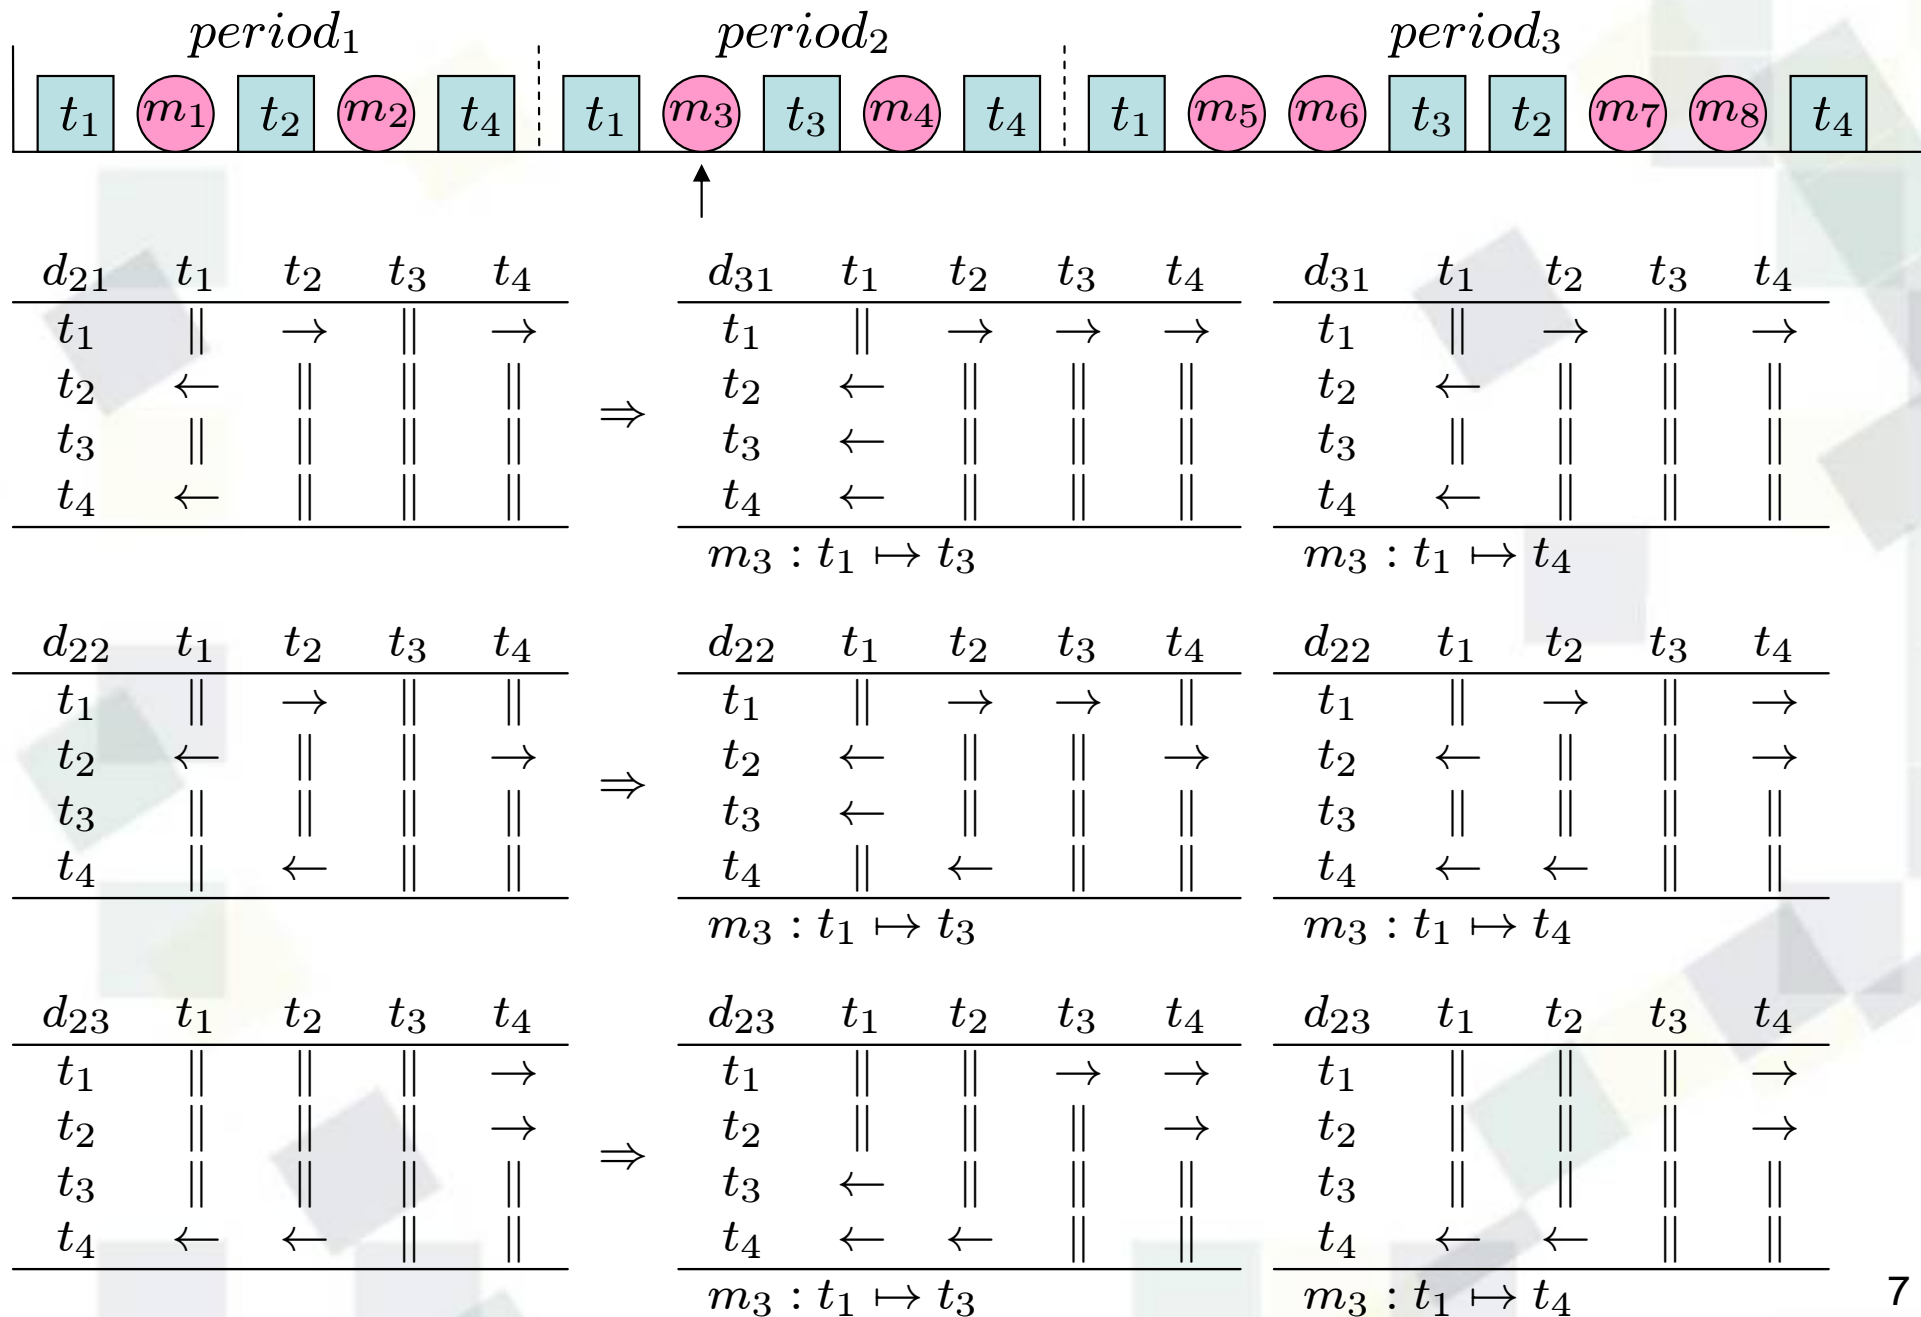 period₁ period₂ period₃
t₁ m₁ t₂ m₂ t₄ t₁ m₃ t₃ m₄ t₄ t₁ m₅ m₆ t₃ t₂ m₇ m₈ t₄
d₂₁ t₁ t₂ t₃ t₄ d₃₁ t₁ t₂ t₃ t₄ d₃₁ t₁ t₂ t₃ t₄
t₁ || → || → t₁ || → → → t₁ || → || →
t₂ ← || || || t₂ ← || || || t₂ ← || || ||
t₃ || || || || ⇒ t₃ ← || || || t₃ || || || ||
t₄ ← || || || t₄ ← || || || t₄ ← || || ||
m₃ : t₁ ↦ t₃ m₃ : t₁ ↦ t₄
d₂₂ t₁ t₂ t₃ t₄ d₂₂ t₁ t₂ t₃ t₄ d₂₂ t₁ t₂ t₃ t₄
t₁ || → || || t₁ || → → || t₁ || → || →
t₂ ← || || → t₂ ← || || → t₂ ← || || →
t₃ || || || || ⇒ t₃ ← || || || t₃ || || || ||
t₄ || ← || || t₄ || ← || || t₄ ← ← || ||
m₃ : t₁ ↦ t₃ m₃ : t₁ ↦ t₄
d₂₃ t₁ t₂ t₃ t₄ d₂₃ t₁ t₂ t₃ t₄ d₂₃ t₁ t₂ t₃ t₄
t₁ || || || → t₁ || || → → t₁ || || || →
t₂ || || || → t₂ || || || → t₂ || || || →
t₃ || || || || ⇒ t₃ ← || || || t₃ || || || ||
t₄ ← ← || || t₄ ← ← || || t₄ ← ← || ||
m₃ : t₁ ↦ t₃ m₃ : t₁ ↦ t₄
7